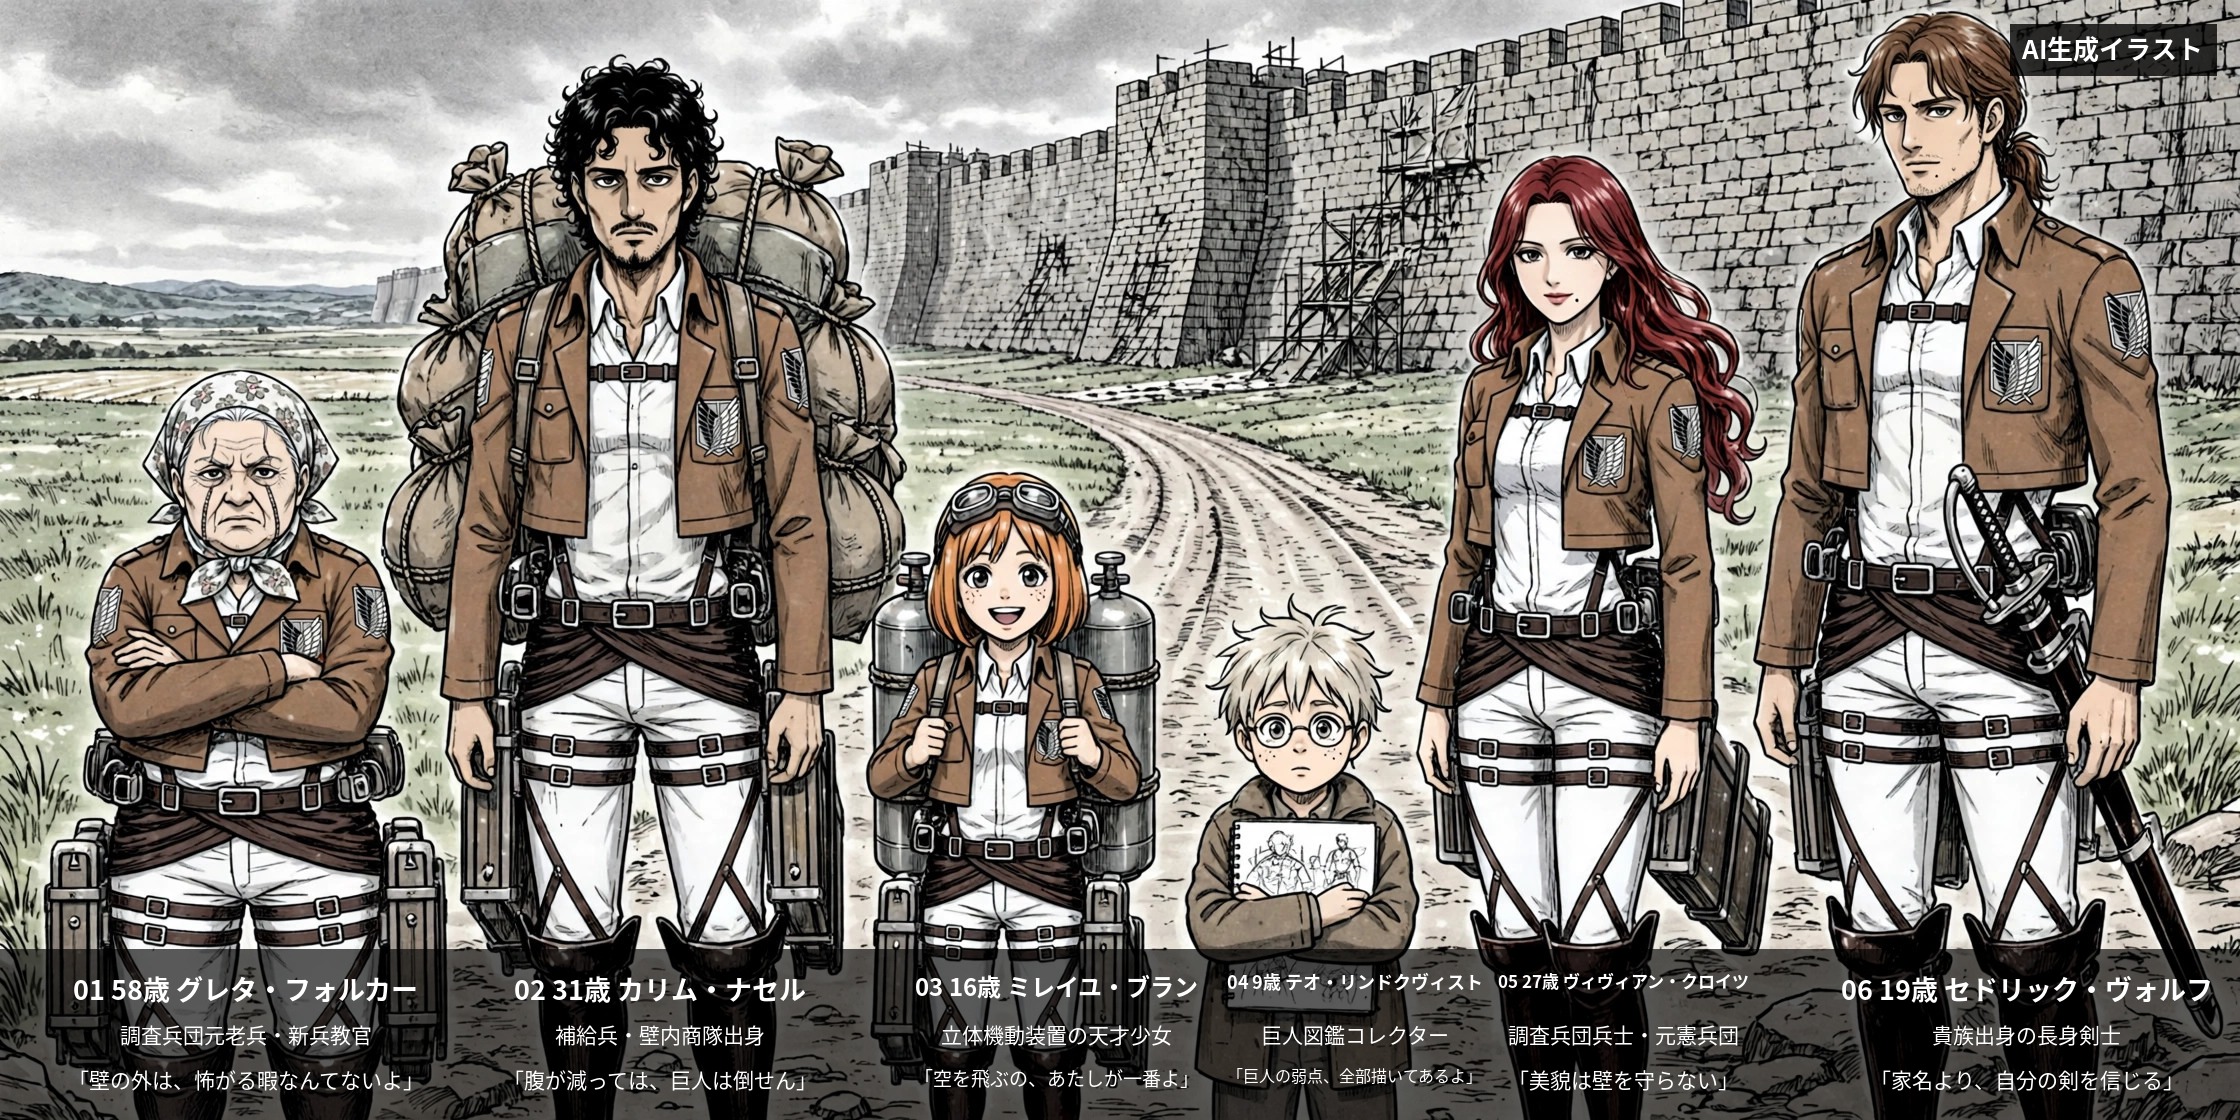 AI生成イラスト
01 58歳 グレタ・フォルカー
調査兵団元老兵・新兵教官
「壁の外は、怖がる暇なんてないよ」
02 31歳 カリム・ナセル
補給兵・壁内商隊出身
「腹が減っては、巨人は倒せん」
03 16歳 ミレイユ・ブラン
立体機動装置の天才少女
「空を飛ぶの、あたしが一番よ」
04 9歳 テオ・リンドクヴィスト
巨人図鑑コレクター
「巨人の弱点、全部描いてあるよ」
05 27歳 ヴィヴィアン・クロイツ
調査兵団兵士・元憲兵団
「美貌は壁を守らない」
06 19歳 セドリック・ヴォルフ
貴族出身の長身剣士
「家名より、自分の剣を信じる」